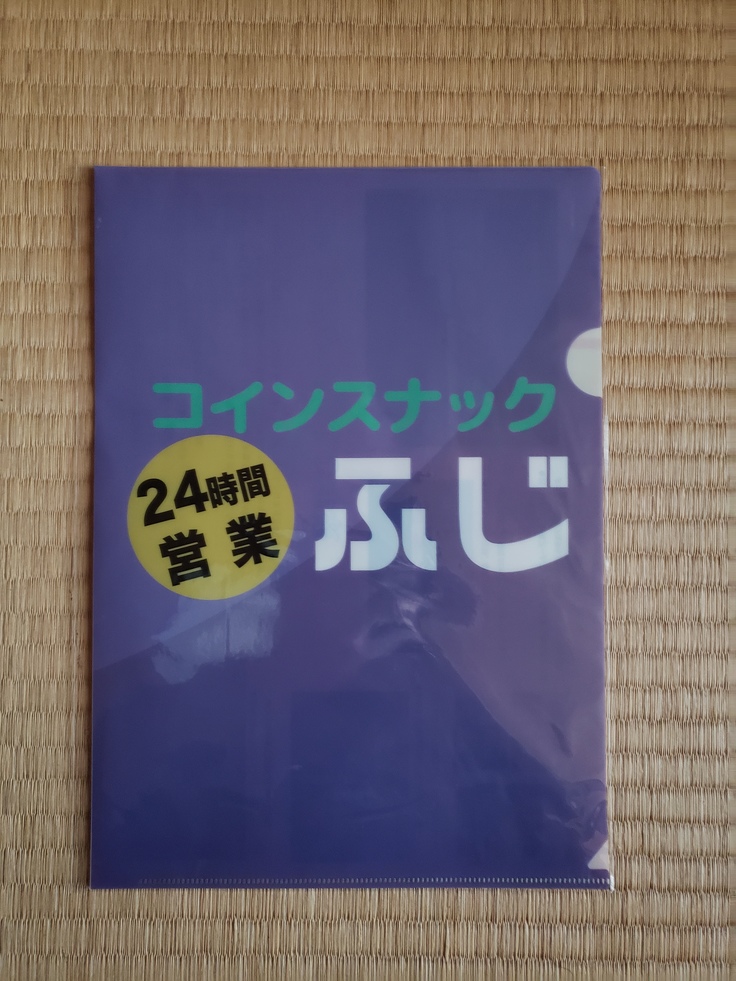 コインスナック
24時間
営業
ふじ